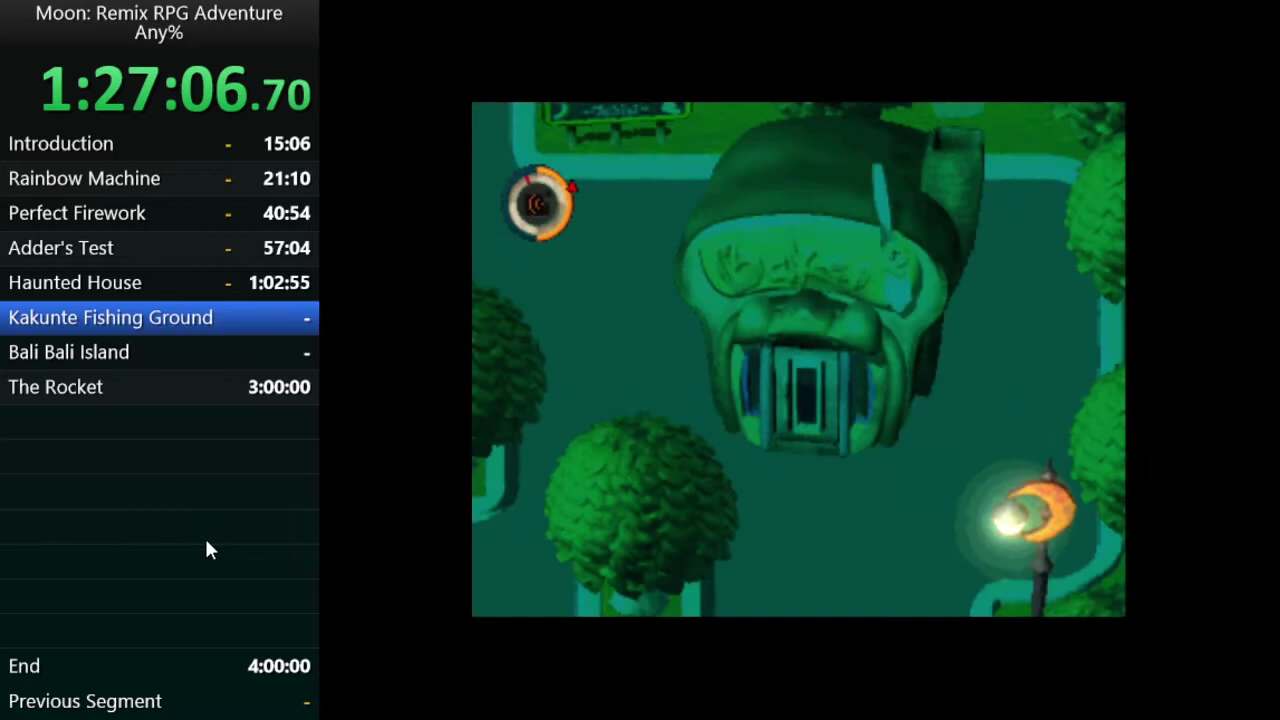 Moon: Remix RPG Adventure
Any%
1:27:06.70
Introduction - 15:06
Rainbow Machine - 21:10
Perfect Firework - 40:54
Adder's Test - 57:04
Haunted House - 1:02:55
Kakunte Fishing Ground -
Bali Bali Island -
The Rocket 3:00:00
End 4:00:00
Previous Segment -
Baker